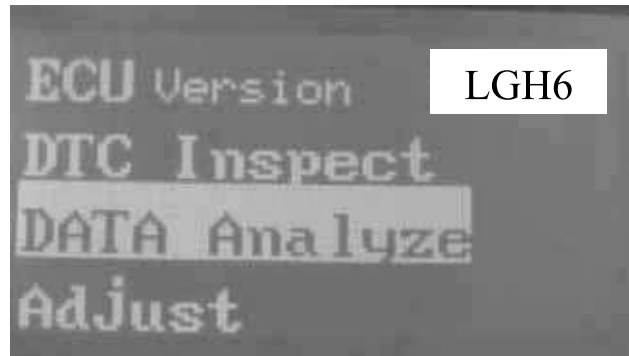 ECU Version
LGH6
DTC Inspect
DATA Analyze
Adjust